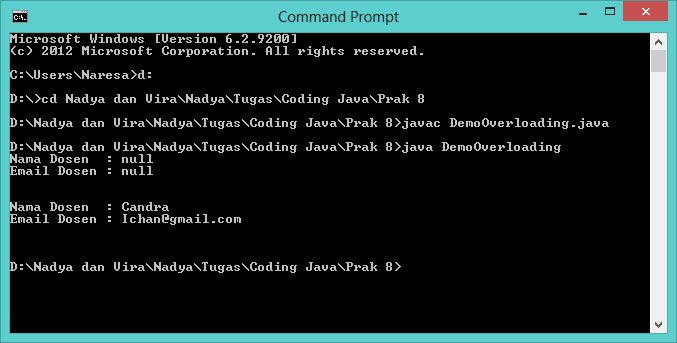 Command Prompt
Microsoft Windows [Version 6.2.9200]
(c) 2012 Microsoft Corporation. All rights reserved.
C:\Users\Naresa>d:
D:\>cd Nadya dan Vira\Nadya\Tugas\Coding Java\Prak 8
D:\Nadya dan Vira\Nadya\Tugas\Coding Java\Prak 8>javac DemoOverloading.java
D:\Nadya dan Vira\Nadya\Tugas\Coding Java\Prak 8>java DemoOverloading
Nama Dosen  : null
Email Dosen : null
Nama Dosen  : Candra
Email Dosen : Ichan@gmail.com
D:\Nadya dan Vira\Nadya\Tugas\Coding Java\Prak 8>